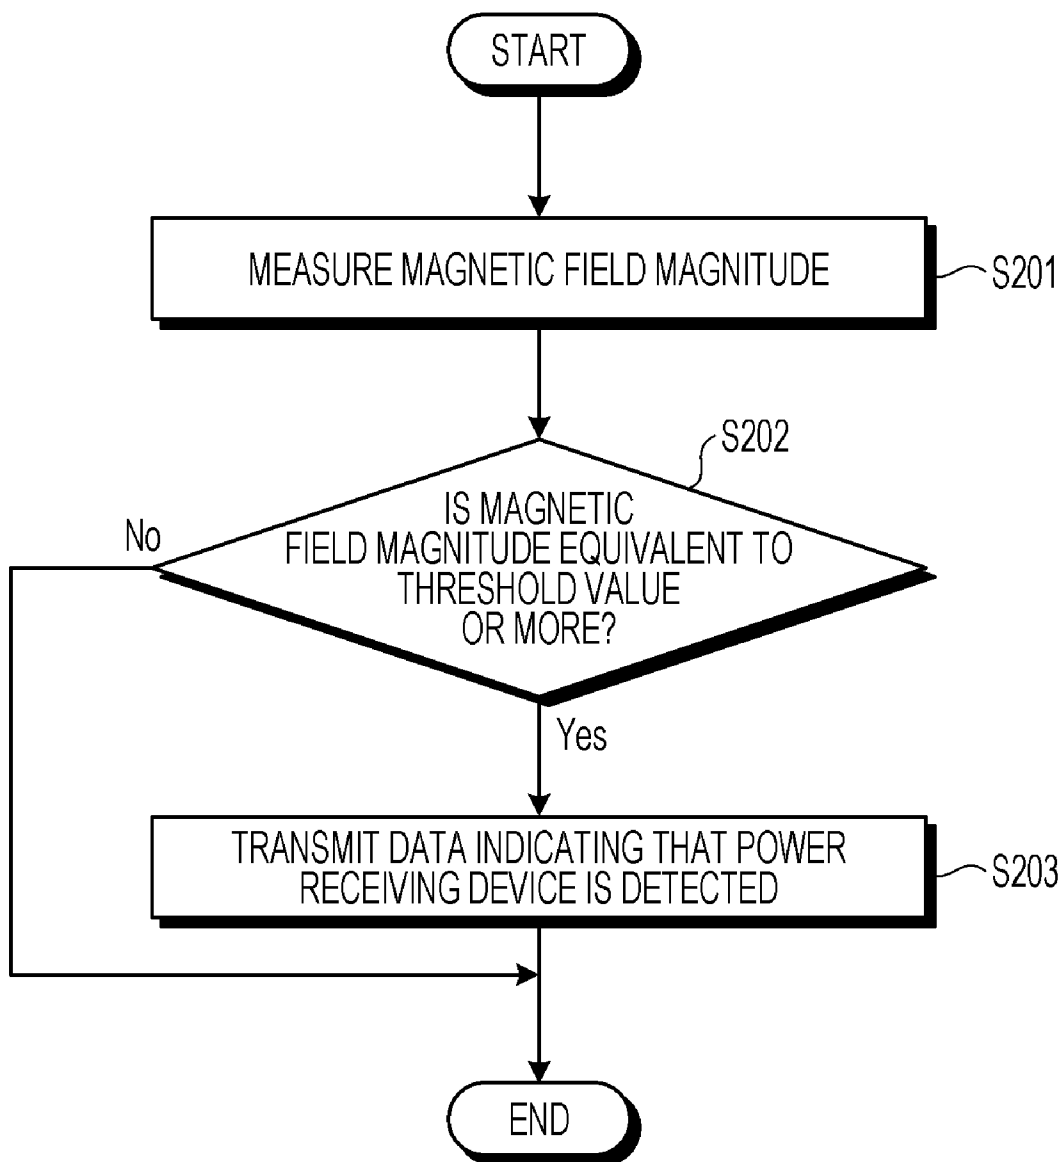 START
MEASURE MAGNETIC FIELD MAGNITUDE
S201
S202
IS MAGNETIC
FIELD MAGNITUDE EQUIVALENT TO
THRESHOLD VALUE
OR MORE?
No
Yes
TRANSMIT DATA INDICATING THAT POWER
RECEIVING DEVICE IS DETECTED
S203
END